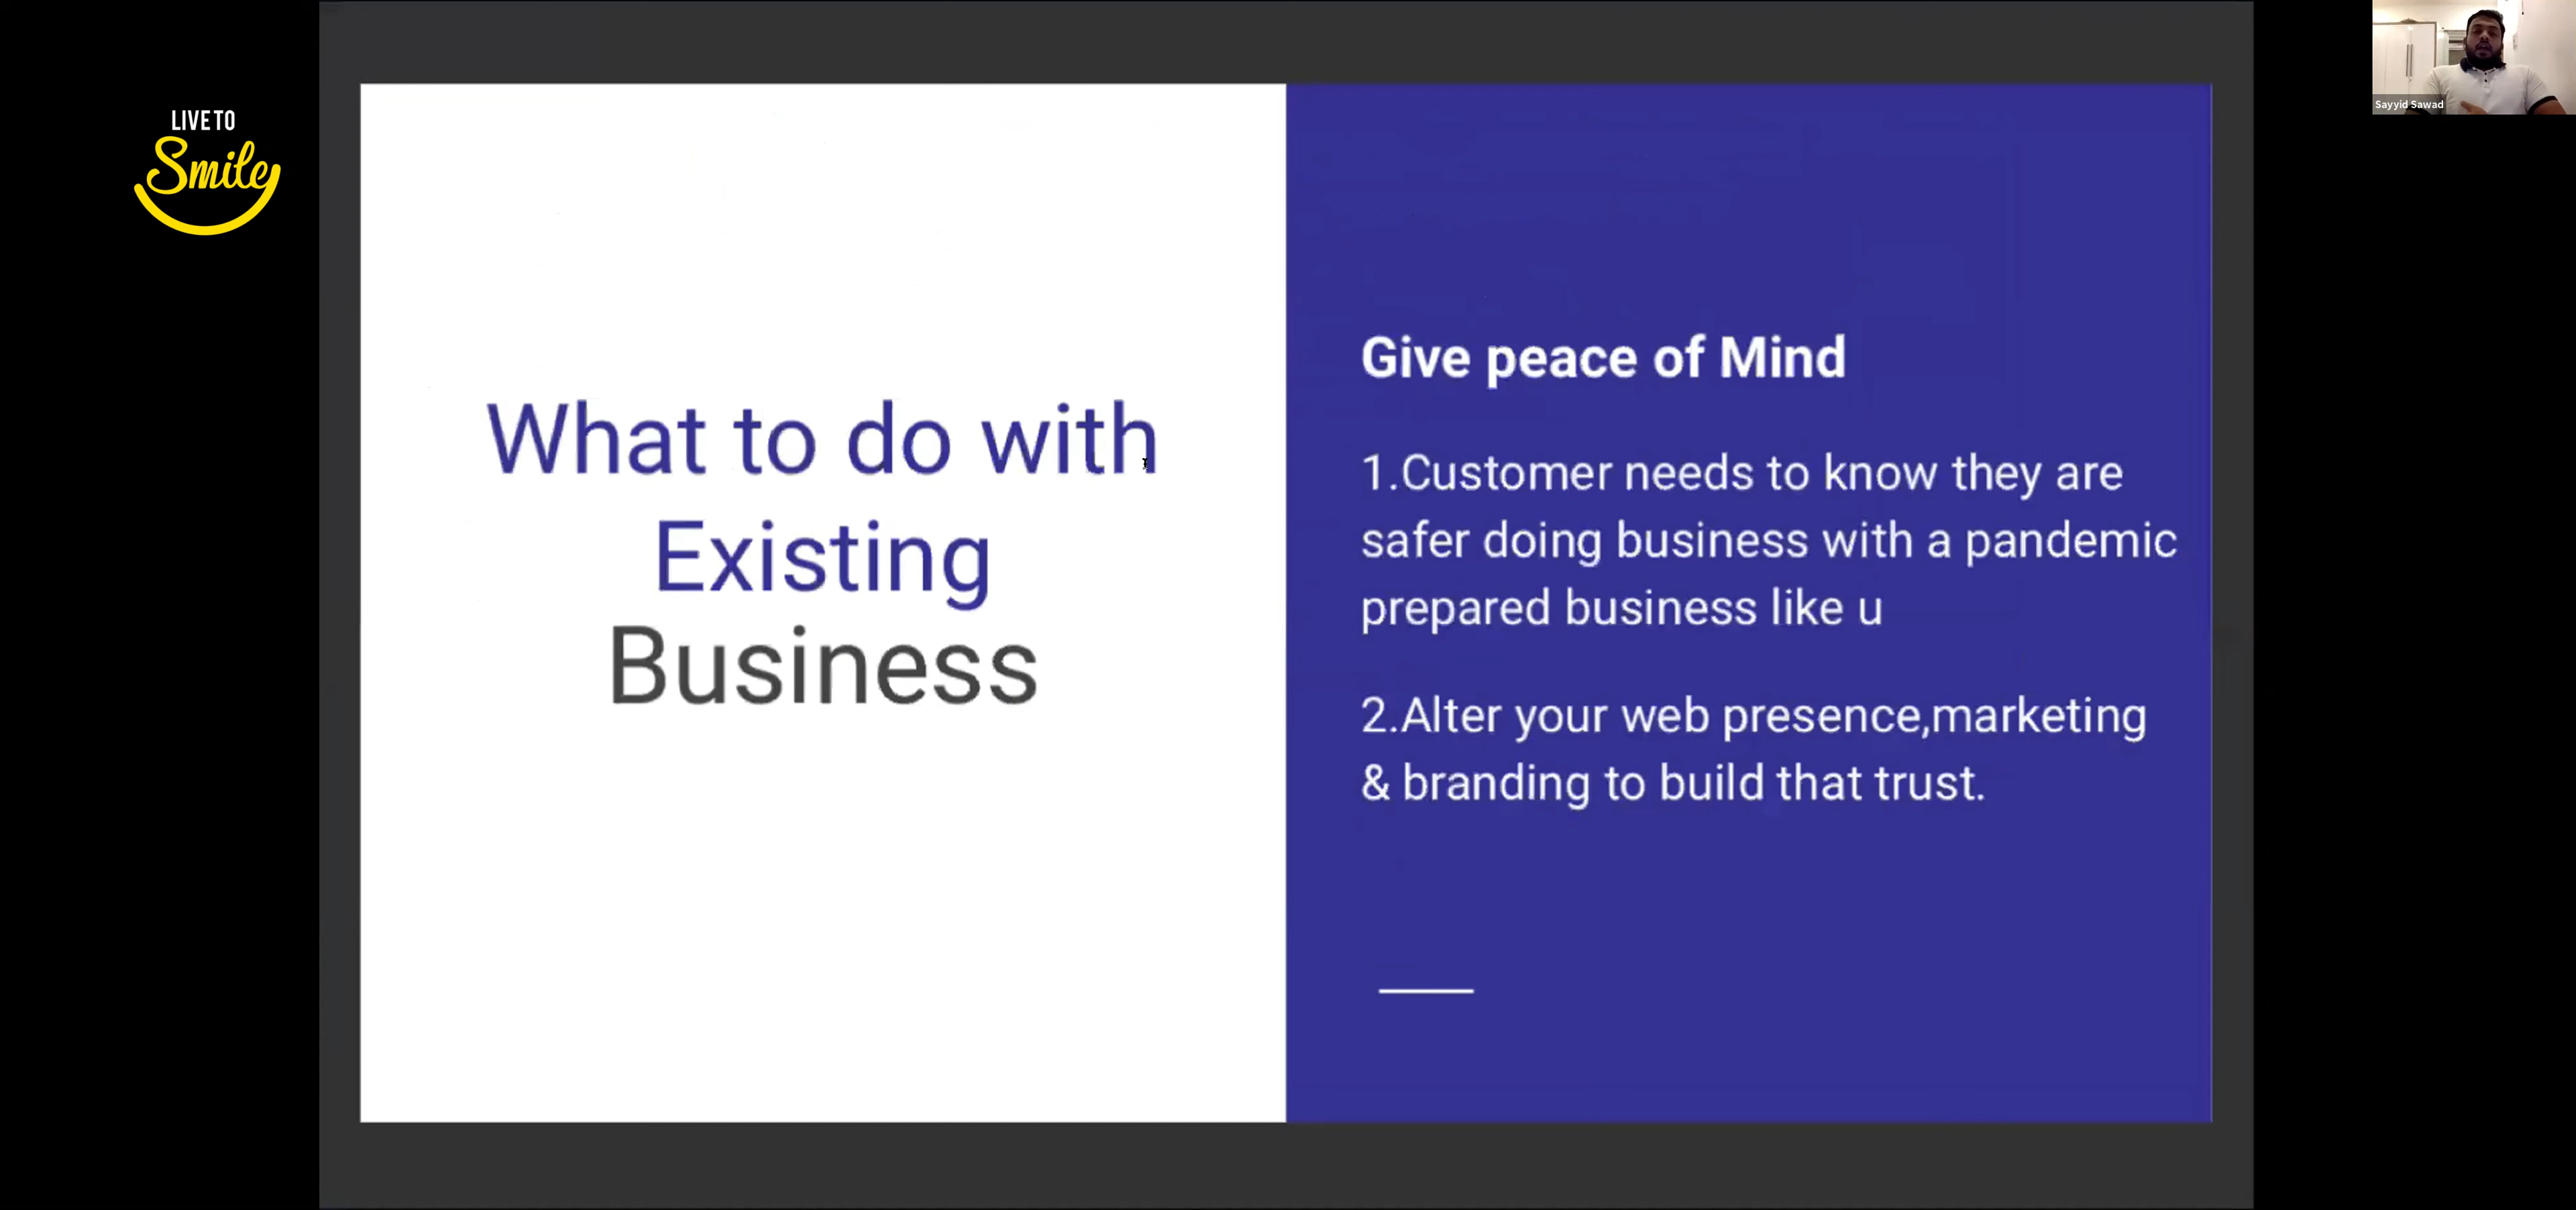 LIVE TO
Smile
What to do with
Existing
Business
Give peace of Mind
1.Customer needs to know they are
safer doing business with a pandemic
prepared business like u
2.Alter your web presence,marketing
& branding to build that trust.
Sayyid Sawad